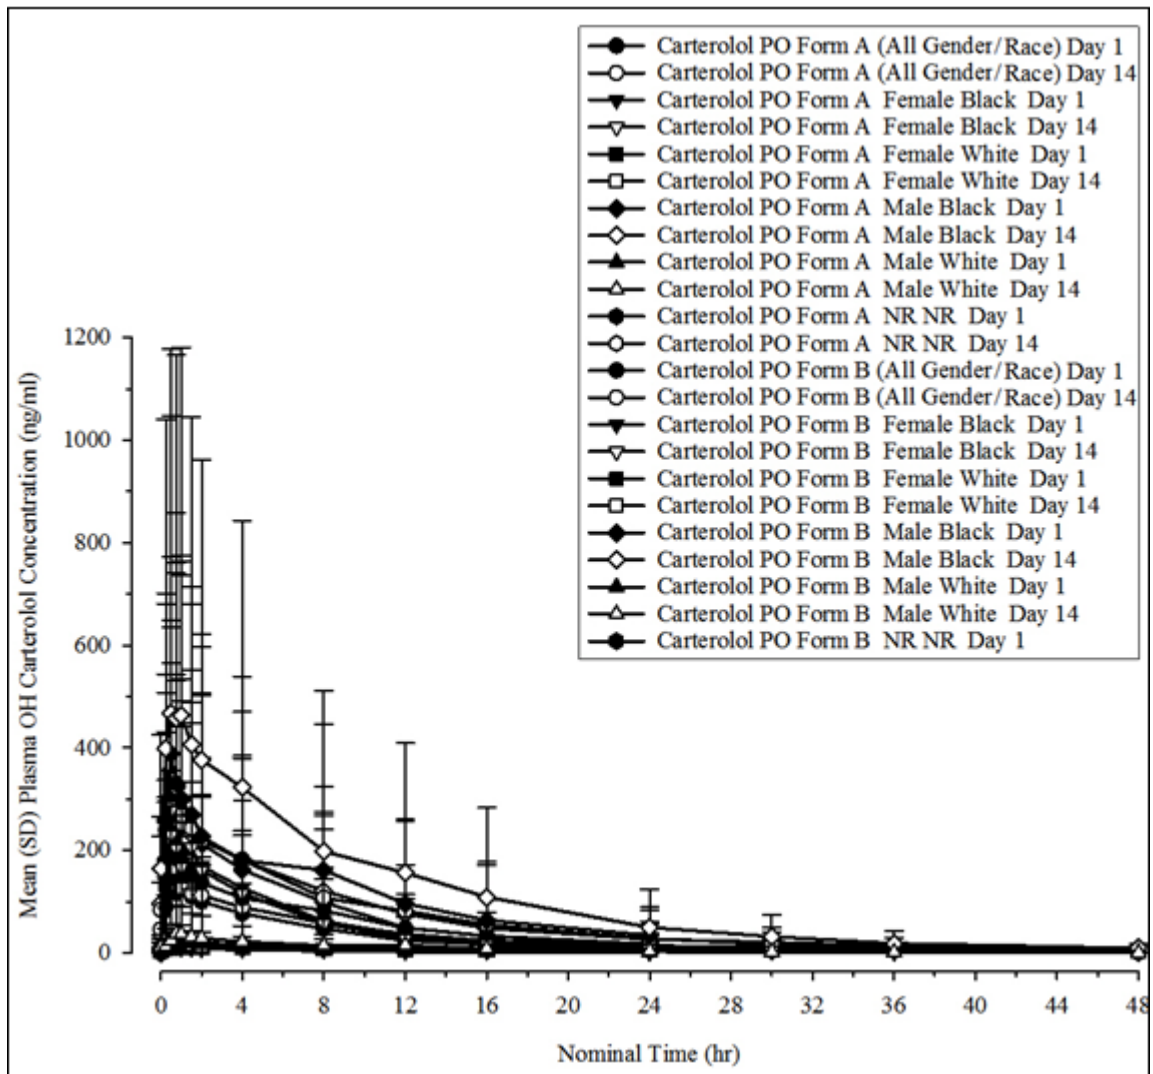 Carterolol PO Form A (All Gender/Race) Day 1
Carterolol PO Form A (All Gender/Race) Day 14
Carterolol PO Form A Female Black Day 1
Carterolol PO Form A Female Black Day 14
Carterolol PO Form A Female White Day 1
Carterolol PO Form A Female White Day 14
Carterolol PO Form A Male Black Day 1
Carterolol PO Form A Male Black Day 14
Carterolol PO Form A Male White Day 1
Carterolol PO Form A Male White Day 14
Carterolol PO Form A NR NR Day 1
Carterolol PO Form A NR NR Day 14
Carterolol PO Form B (All Gender/Race) Day 1
Carterolol PO Form B (All Gender/Race) Day 14
Carterolol PO Form B Female Black Day 1
Carterolol PO Form B Female Black Day 14
Carterolol PO Form B Female White Day 1
Carterolol PO Form B Female White Day 14
Carterolol PO Form B Male Black Day 1
Carterolol PO Form B Male Black Day 14
Carterolol PO Form B Male White Day 1
Carterolol PO Form B Male White Day 14
Carterolol PO Form B NR NR Day 1
Mean (SD) Plasma OH Carterolol Concentration (ng/ml)
1200
1000
800
600
400
200
0
0 4 8 12 16 20 24 28 32 36 40 44 48
Nominal Time (hr)